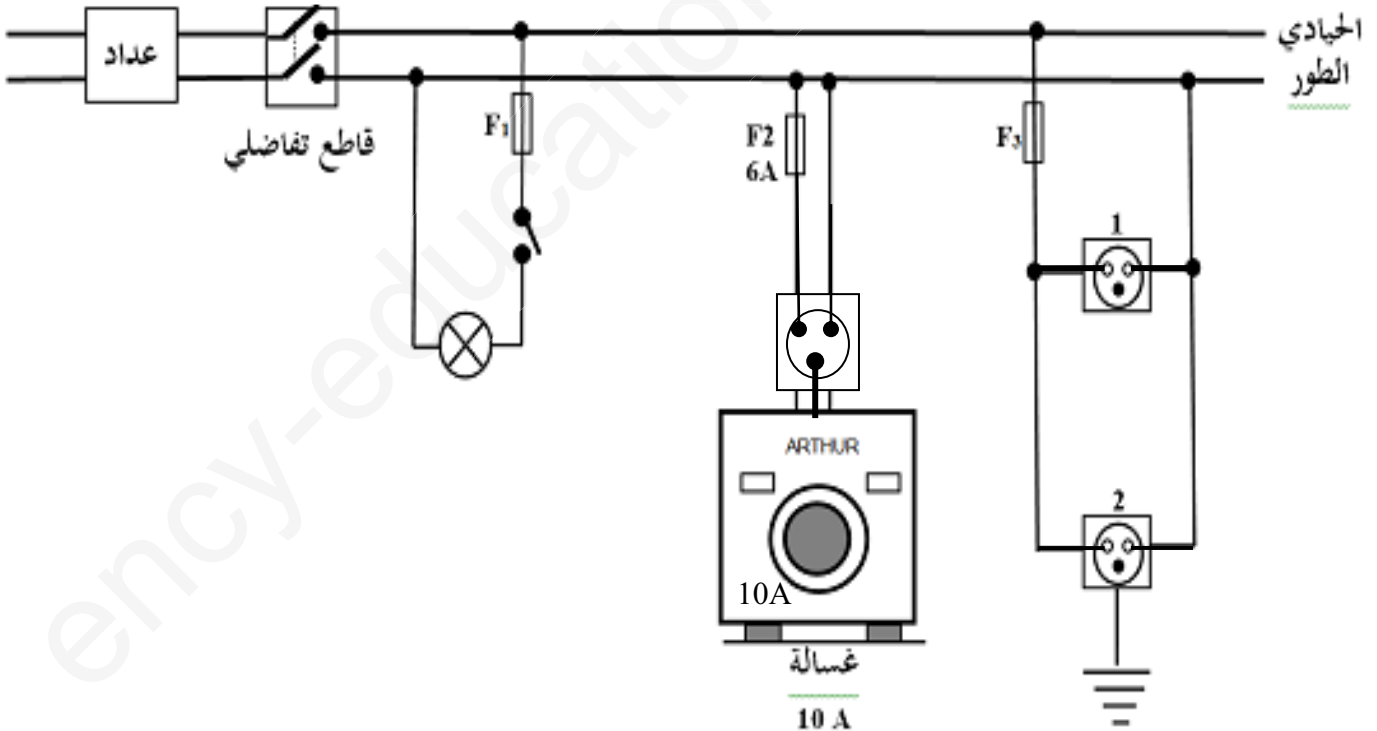 الحيادي
عداد
الطور
قاطع تفاضلي
F1
F2
6A
F3
1
ARTHUR
2
10A
غسالة
10 A
ency-education